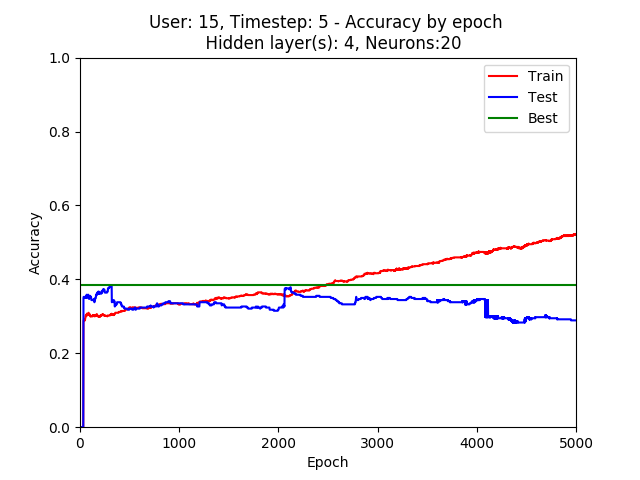 User: 15, Timestep: 5 - Accuracy by epoch
Hidden layer(s): 4, Neurons:20
Train
Test
Best
Accuracy
1.0
0.8
0.6
0.4
0.2
0.0
0 1000 2000 3000 4000 5000
Epoch